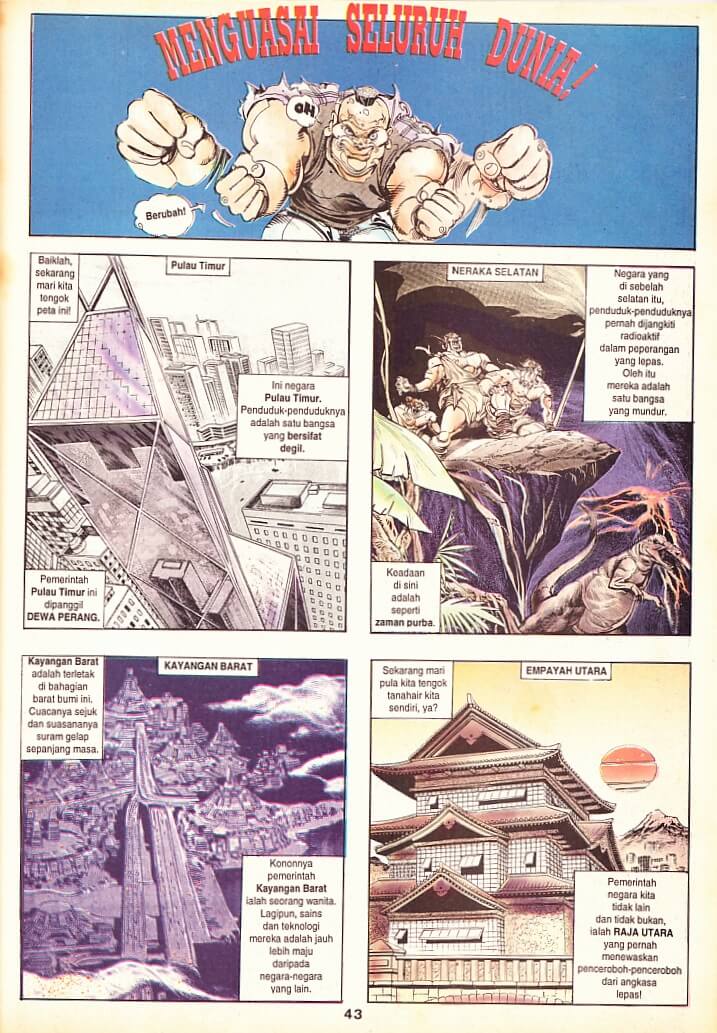 MENGUASAI SELURUH DUNIA!
Berubah!
Baiklah,
sekarang
mari kita
tengok
peta ini!
Pulau Timur
Ini negara
Pulau Timur.
Penduduk-penduduknya
adalah satu bangsa
yang bersifat
degil.
Pemerintah
Pulau Timur ini
dipanggil
DEWA PERANG.
NERAKA SELATAN
Negara yang
di sebelah
selatan itu,
penduduk-penduduknya
pernah dijangkiti
radioaktif
dalam peperangan
yang lepas.
Oleh itu
mereka adalah
satu bangsa
yang mundur.
Keadaan
di sini
adalah
seperti
zaman purba.
Kayangan Barat
adalah terletak
di bahagian
barat bumi ini.
Cuacanya sejuk
dan suasananya
suram gelap
sepanjang masa.
KAYANGAN BARAT
Kononnya
pemerintah
Kayangan Barat
ialah seorang wanita.
Lagipun, sains
dan teknologi
mereka adalah jauh
lebih maju
daripada
negara-negara
yang lain.
Sekarang mari
pula kita tengok
tanahair kita
sendiri, ya?
EMPAYAH UTARA
Pemerintah
negara kita
tidak lain
dan tidak bukan,
ialah RAJA UTARA
yang pernah
menewaskan
penceroboh-penceroboh
dari angkasa
lepas!
43